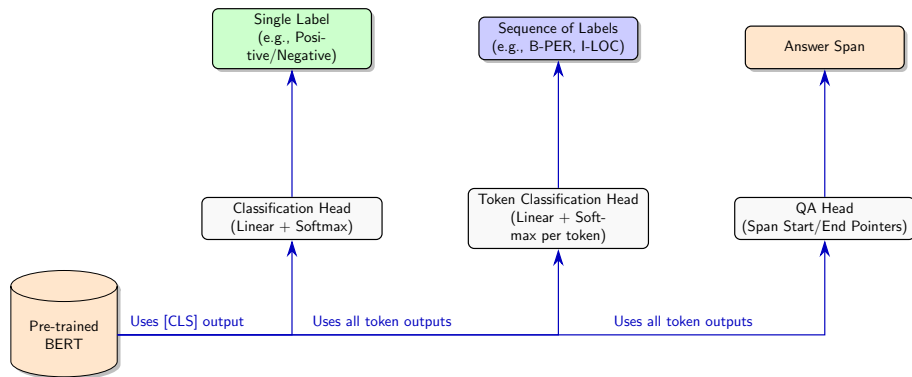 Single Label
(e.g., Posi-
tive/Negative)
Sequence of Labels
(e.g., B-PER, I-LOC)
Answer Span
Classification Head
(Linear + Softmax)
Token Classification Head
(Linear + Soft-
max per token)
QA Head
(Span Start/End Pointers)
Pre-trained
BERT
Uses [CLS] output
Uses all token outputs
Uses all token outputs